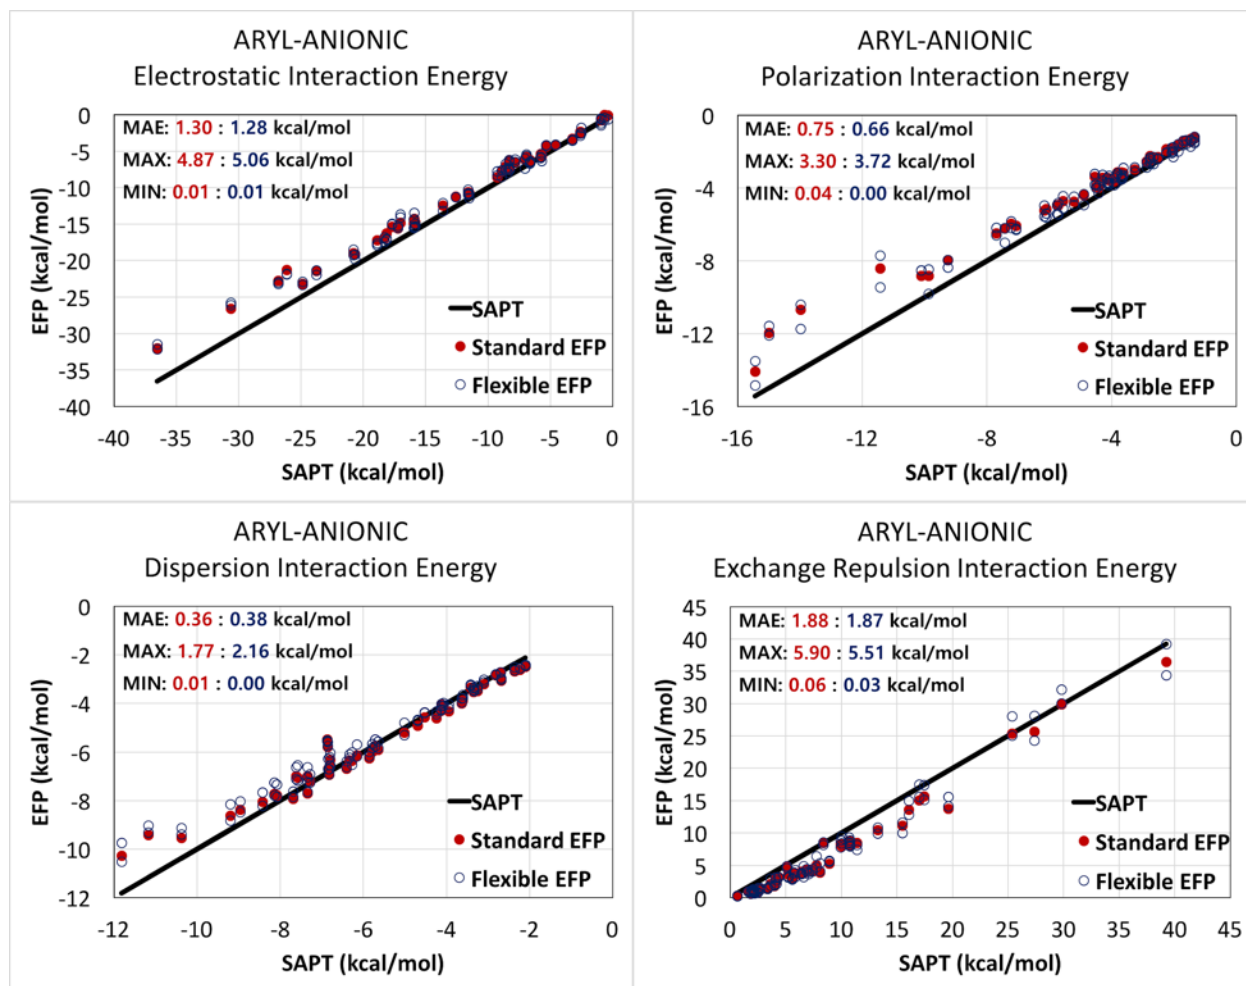 ARYL-ANIONIC
Electrostatic Interaction Energy
MAE: 1.30 : 1.28 kcal/mol
MAX: 4.87 : 5.06 kcal/mol
MIN: 0.01 : 0.01 kcal/mol
0
-5
-10
-15
-20
-25
-30
-35
-40
EFP (kcal/mol)
SAPT
Standard EFP
Flexible EFP
-40 -35 -30 -25 -20 -15 -10 -5 0
SAPT (kcal/mol)
ARYL-ANIONIC
Polarization Interaction Energy
MAE: 0.75 : 0.66 kcal/mol
MAX: 3.30 : 3.72 kcal/mol
MIN: 0.04 : 0.00 kcal/mol
0
-4
-8
-12
-16
EFP (kcal/mol)
SAPT
Standard EFP
Flexible EFP
-16 -12 -8 -4 0
SAPT (kcal/mol)
ARYL-ANIONIC
Dispersion Interaction Energy
MAE: 0.36 : 0.38 kcal/mol
MAX: 1.77 : 2.16 kcal/mol
MIN: 0.01 : 0.00 kcal/mol
0
-2
-4
-6
-8
-10
-12
EFP (kcal/mol)
SAPT
Standard EFP
Flexible EFP
-12 -10 -8 -6 -4 -2 0
SAPT (kcal/mol)
ARYL-ANIONIC
Exchange Repulsion Interaction Energy
MAE: 1.88 : 1.87 kcal/mol
MAX: 5.90 : 5.51 kcal/mol
MIN: 0.06 : 0.03 kcal/mol
45
40
35
30
25
20
15
10
5
0
EFP (kcal/mol)
SAPT
Standard EFP
Flexible EFP
0 5 10 15 20 25 30 35 40 45
SAPT (kcal/mol)